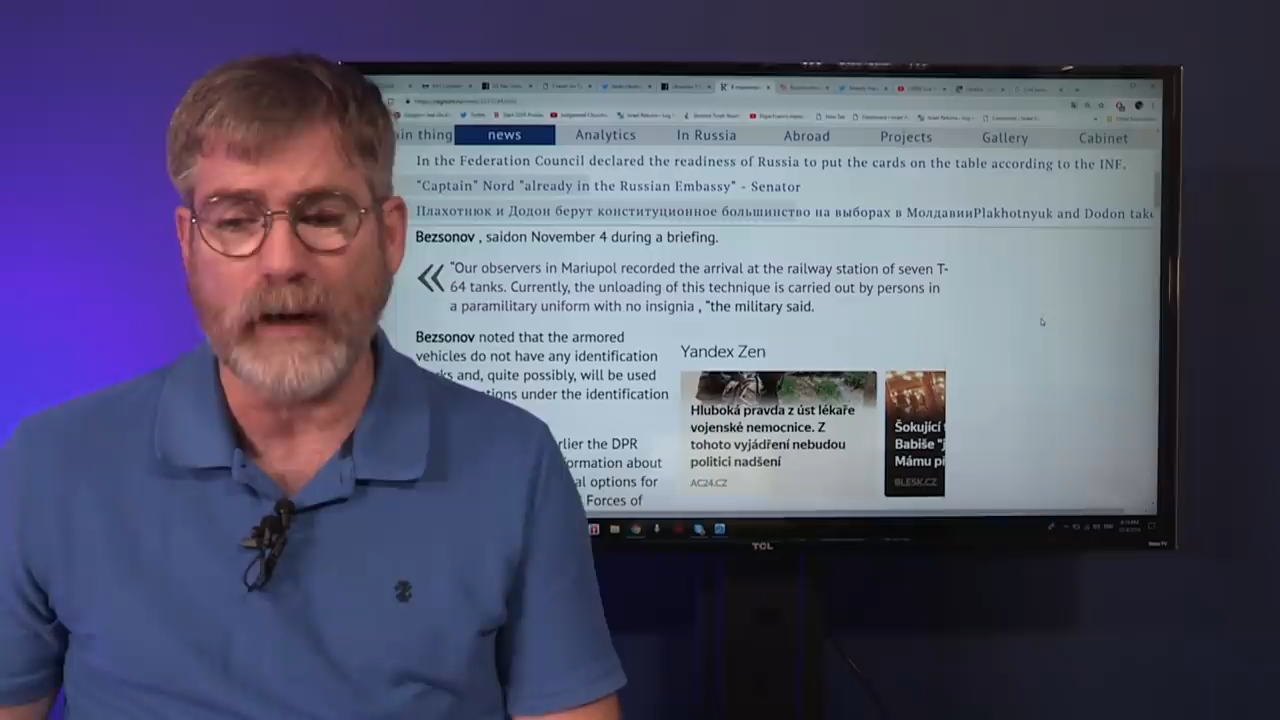 in thing news Analytics In Russia Abroad Projects Gallery Cabinet
In the Federation Council declared the readiness of Russia to put the cards on the table according to the INF.
"Captain" Nord "already in the Russian Embassy" - Senator
Плахотнюк и Додон берут конституционное большинство на выборах в МолдавииPlakhotnyuk and Dodon take
Bezsonov , saidon November 4 during a briefing.
"Our observers in Mariupol recorded the arrival at the railway station of seven T-
64 tanks. Currently, the unloading of this technique is carried out by persons in
a paramilitary uniform with no insignia , "the military said.
Bezsonov noted that the armored
vehicles do not have any identification
ks and, quite possibly, will be used
tions under the identification
rlier the DPR
ormation about
al options for
Forces of
Yandex Zen
Hluboká pravda z úst lékaře
vojenské nemocnice. Z
tohoto vyjádření nebudou
politici nadšení
AC24.CZ
Šokující
Babiše "j
Mámu p
BLESK.CZ
TCL